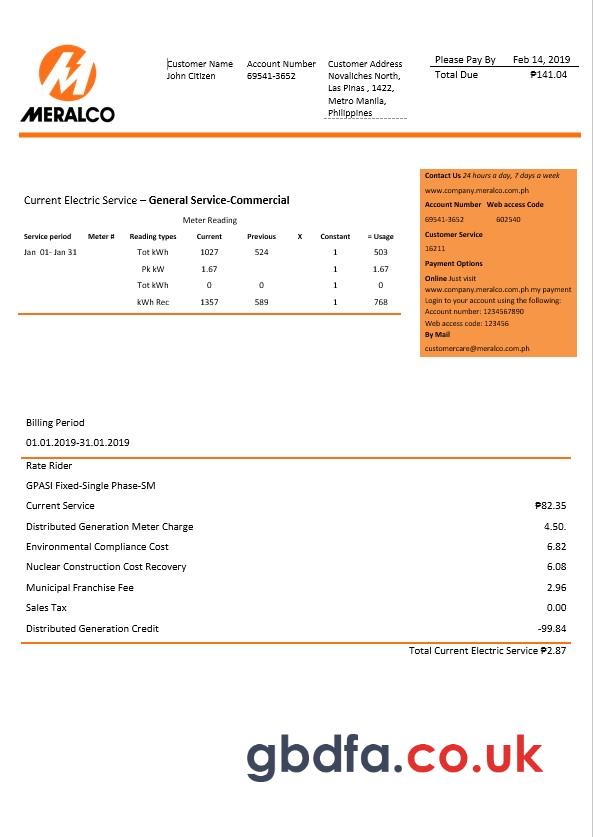 MERALCO
Customer Name
John Citizen
Account Number
69541-3652
Customer Address
Novaliches North,
Las Pinas , 1422,
Metro Manila,
Philippines
Please Pay By Feb 14, 2019
Total Due ₱141.04
Contact Us 24 hours a day, 7 days a week
www.company.meralco.com.ph
Account Number Web access Code
69541-3652 602540
Customer Service
16211
Payment Options
Online Just visit
www.company.meralco.com.ph my payment
Login to your account using the following:
Account number: 1234567890
Web access code: 123456
By Mail
customercare@meralco.com.ph
Current Electric Service – General Service-Commercial
Meter Reading
Service period Meter # Reading types Current Previous X Constant = Usage
Jan 01- Jan 31 Tot kWh 1027 524 1 503
Pk kW 1.67 1 1.67
Tot kWh 0 0 1 0
kWh Rec 1357 589 1 768
Billing Period
01.01.2019-31.01.2019
Rate Rider
GPASI Fixed-Single Phase-SM
Current Service ₱82.35
Distributed Generation Meter Charge 4.50.
Environmental Compliance Cost 6.82
Nuclear Construction Cost Recovery 6.08
Municipal Franchise Fee 2.96
Sales Tax 0.00
Distributed Generation Credit -99.84
Total Current Electric Service ₱2.87
gbdfa.co.uk